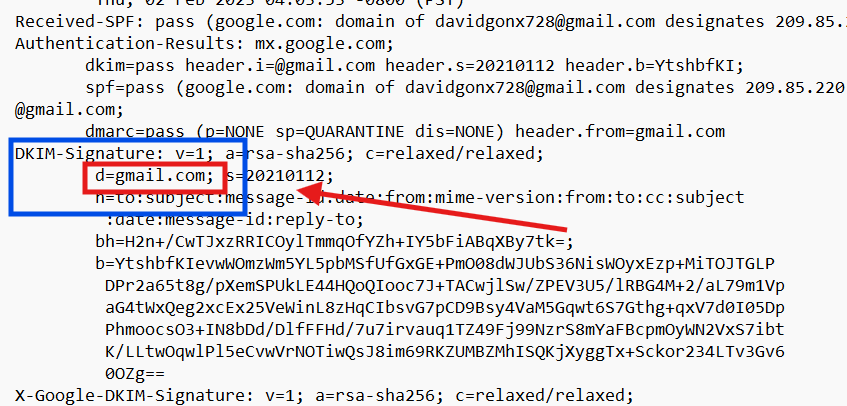 Thu, 02 Feb 2023 04:05:55 -0800 (PST)
Received-SPF: pass (google.com: domain of davidgonx728@gmail.com designates 209.85.2
Authentication-Results: mx.google.com;
dkim=pass header.i=@gmail.com header.s=20210112 header.b=YtshbfKI;
spf=pass (google.com: domain of davidgonx728@gmail.com designates 209.85.220
@gmail.com;
dmarc=pass (p=NONE sp=QUARANTINE dis=NONE) header.from=gmail.com
DKIM-Signature: v=1; a=rsa-sha256; c=relaxed/relaxed;
d=gmail.com; s=20210112;
h=to:subject:message-id:date:from:mime-version:from:to:cc:subject
:date:message-id:reply-to;
bh=H2n+/CwTJxzRRICOylTmmqOfYZh+IY5bFiABqXBy7tk=;
b=YtshbfKIevwWOmzWm5YL5pbMSfUfGxGE+PmO08dWJUbS36NisWOyxEzp+MiTOJTGLP
DPr2a65t8g/pXemSPUkLE44HQoQIooc7J+TACwjlSw/ZPEV3U5/lRBG4M+2/aL79m1Vp
aG4tWxQeg2xcEx25VeWinL8zHqCIbsvG7pCD9Bsy4VaM5Gqwt6S7Gthg+qxV7d0I05Dp
PhmoocsO3+IN8bDd/DlfFFHd/7u7irvauq1TZ49Fj99NzrS8mYaFBcpmOyWN2VxS7ibt
K/LLtwOqwlPl5eCvwVrNOTiwQsJ8im69RKZUMBZMhISQKjXyggTx+Sckor234LTv3Gv6
0OZg==
X-Google-DKIM-Signature: v=1; a=rsa-sha256; c=relaxed/relaxed;